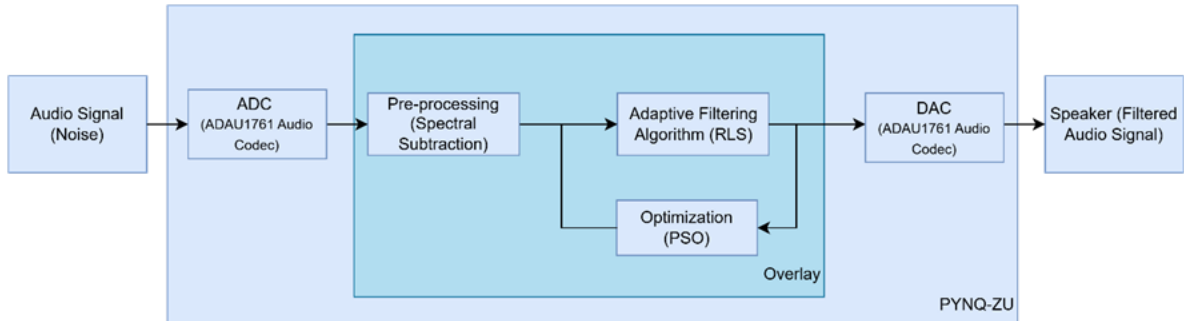 Audio Signal
(Noise)
ADC
(ADAU1761 Audio
Codec)
Pre-processing
(Spectral
Subtraction)
Adaptive Filtering
Algorithm (RLS)
Optimization
(PSO)
Overlay
DAC
(ADAU1761 Audio
Codec)
Speaker (Filtered
Audio Signal)
PYNQ-ZU